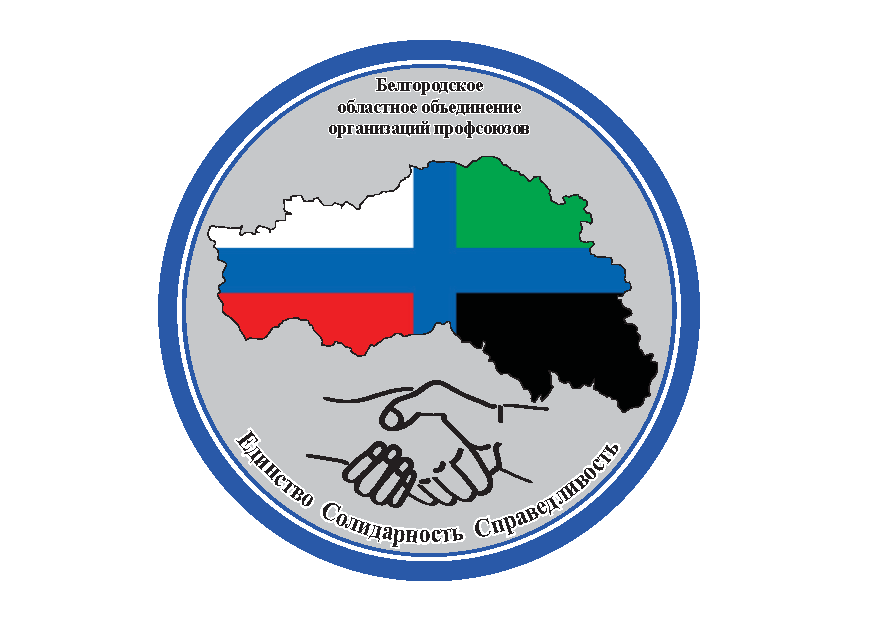 Белгородское
областное объединение
организаций профсоюзов
Единство Солидарность Справедливость